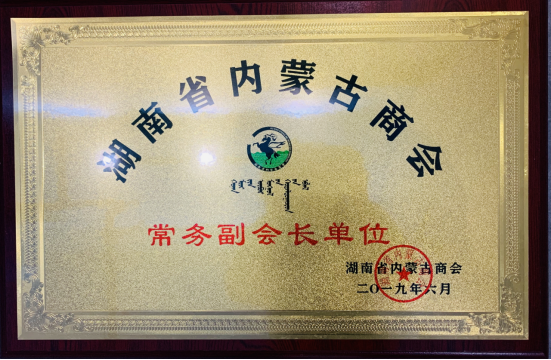 湖南省内蒙古商会
常务副会长单位
湖南省内蒙古商会
二〇一九年六月